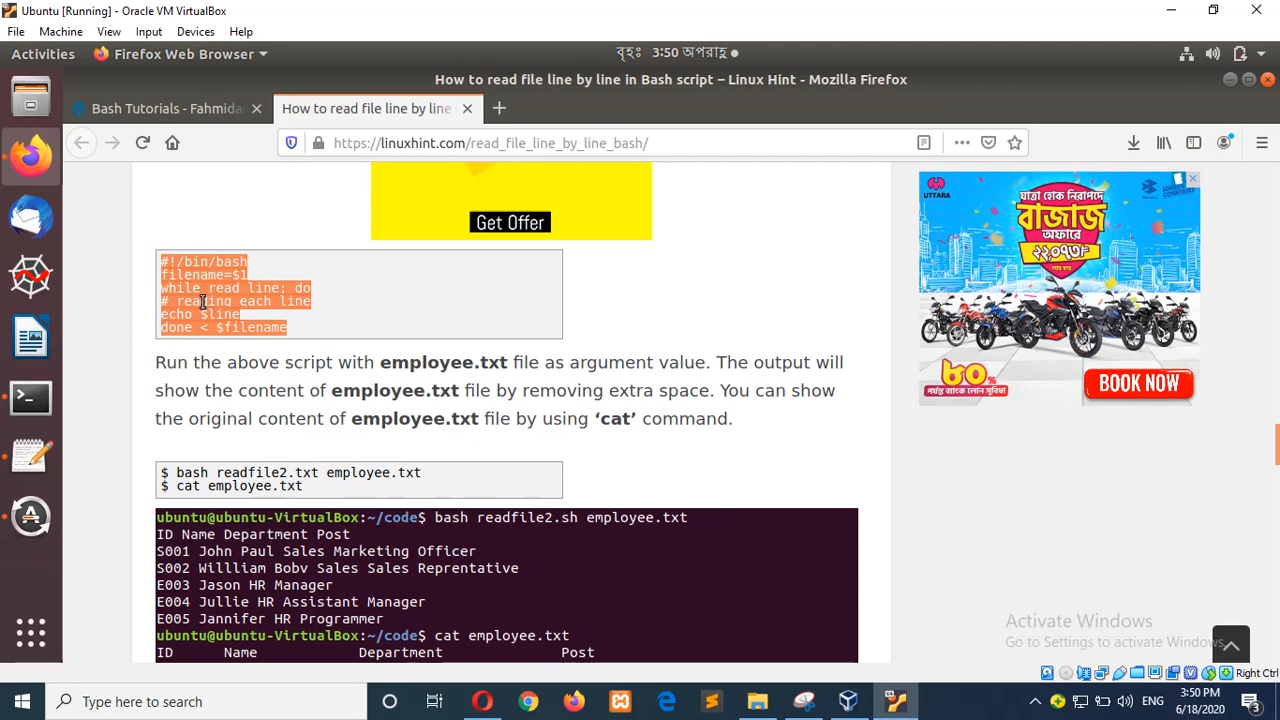 Ubuntu [Running] - Oracle VM VirtualBox
File Machine View Input Devices Help
Activities Firefox Web Browser বৃহঃ 3:50 অপরাহ্ণ
How to read file line by line in Bash script – Linux Hint - Mozilla Firefox
Bash Tutorials - Fahmida
How to read file line by line
https://linuxhint.com/read_file_line_by_line_bash/
Get Offer
#!/bin/bash
filename=$1
while read line; do
# reading each line
echo $line
done < $filename
Run the above script with employee.txt file as argument value. The output will
show the content of employee.txt file by removing extra space. You can show
the original content of employee.txt file by using ‘cat’ command.
$ bash readfile2.txt employee.txt
$ cat employee.txt
ubuntu@ubuntu-VirtualBox:~/code$ bash readfile2.sh employee.txt
ID Name Department Post
S001 John Paul Sales Marketing Officer
S002 Willliam Bobv Sales Sales Reprentative
E003 Jason HR Manager
E004 Jullie HR Assistant Manager
E005 Jannifer HR Programmer
ubuntu@ubuntu-VirtualBox:~/code$ cat employee.txt
ID Name Department Post
UTTARA
যাত্রা হোক নিরাপদে
বাজাজ
অফারে
২২,০৭৩/-
৮০%
BOOK NOW
Activate Windows
Go to Settings to activate Windows.
Right Ctrl
Type here to search
ENG
3:50 PM
6/18/2020
3